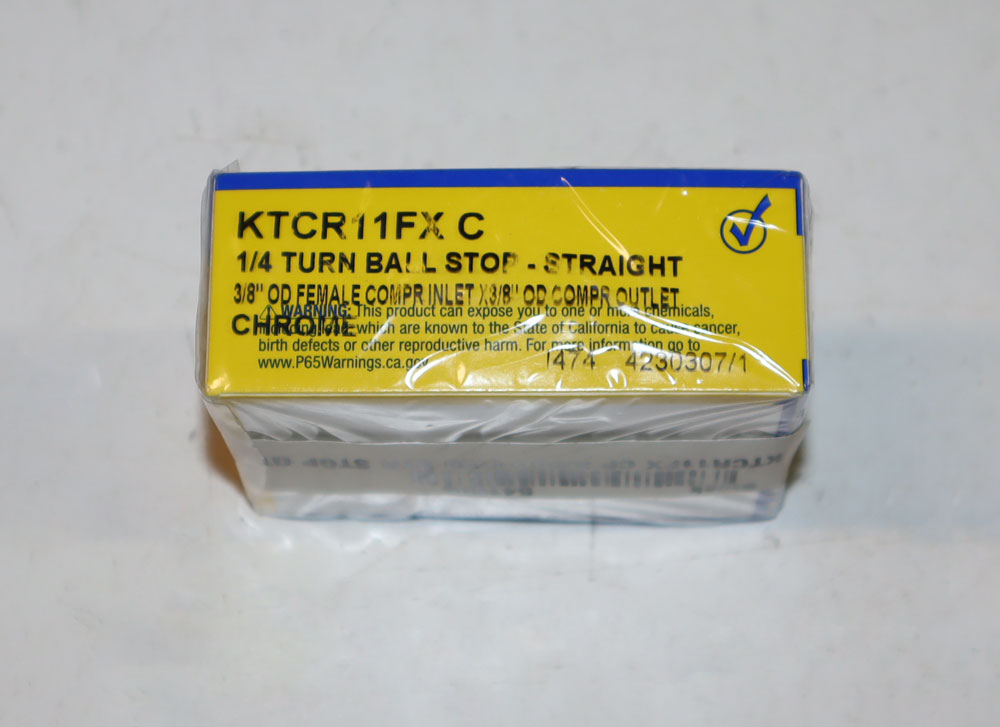 KTCR11FX C
1/4 TURN BALL STOP - STRAIGHT
3/8" OD FEMALE COMPR INLET X 3/8" OD COMPR OUTLET
CHROME
WARNING: This product can expose you to one or more chemicals,
which are known to the State of California to cause cancer,
birth defects or other reproductive harm. For more information go to
www.P65Warnings.ca.gov
1474 4230307/1
KTCR11FX STOP